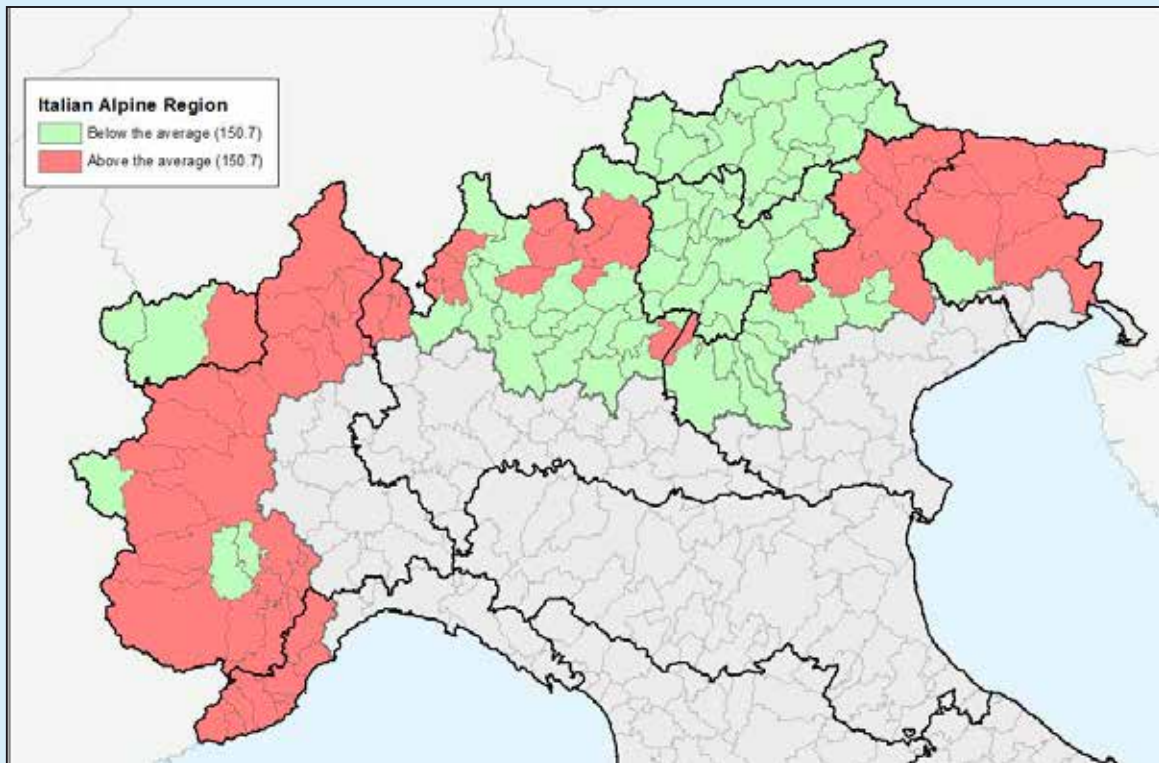 Italian Alpine Region
Below the average (150.7)
Above the average (150.7)